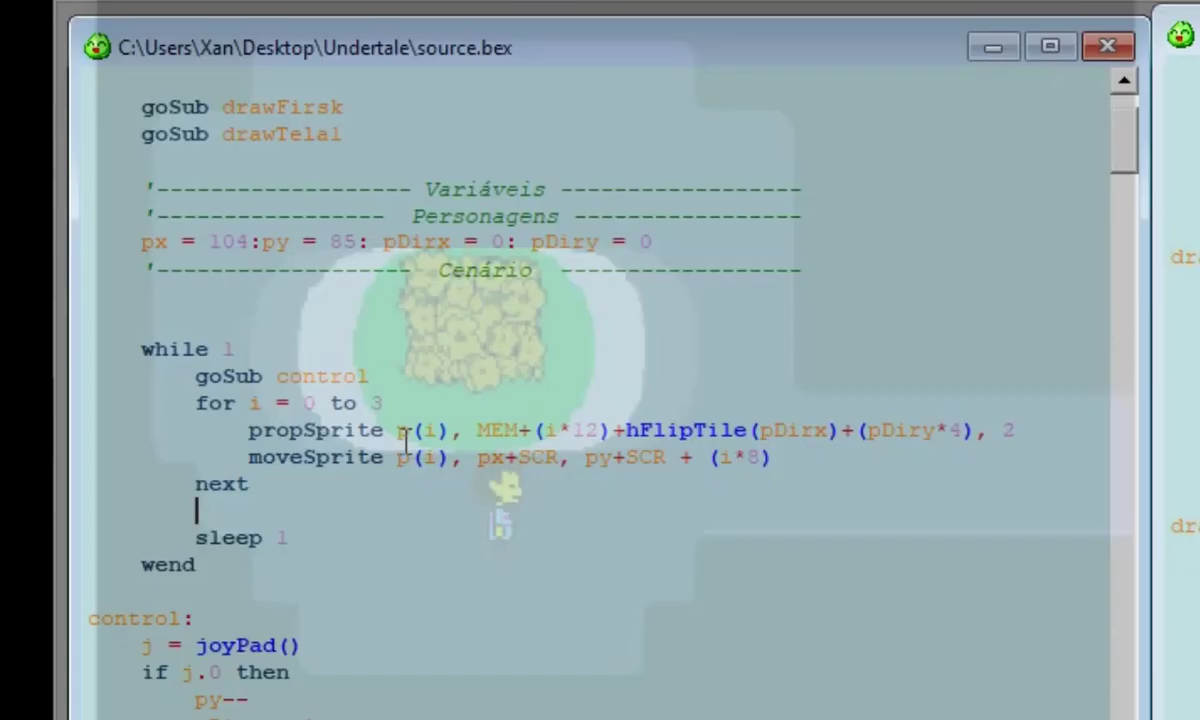 C:\Users\Xan\Desktop\Undertale\source.bex
goSub drawFirsk
goSub drawTela1
'------------------- Variáveis ------------------
'----------------- Personagens -----------------
px = 104:py = 85: pDirx = 0: pDiry = 0
'------------------- Cenário ------------------
while 1
goSub control
for i = 0 to 3
propSprite p(i), MEM+(i*12)+hFlipTile(pDirx)+(pDiry*4), 2
moveSprite p(i), px+SCR, py+SCR + (i*8)
next
sleep 1
wend
control:
j = joyPad()
if j.0 then
py--
dr
dr